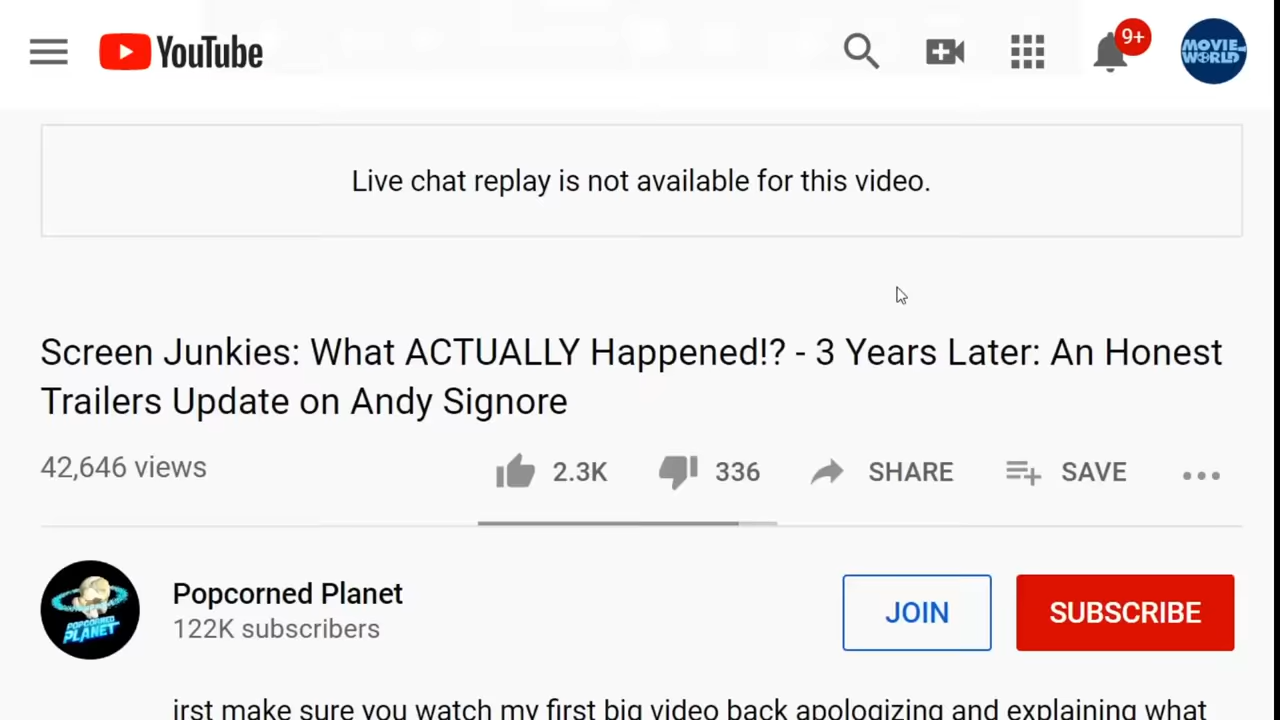 YouTube
9+
MOVIE
WORLD
Live chat replay is not available for this video.
Screen Junkies: What ACTUALLY Happened!? - 3 Years Later: An Honest
Trailers Update on Andy Signore
42,646 views
2.3K
336
SHARE
SAVE
POPCORNED
PLANET
Popcorned Planet
122K subscribers
JOIN
SUBSCRIBE
irst make sure you watch my first big video back apologizing and explaining what